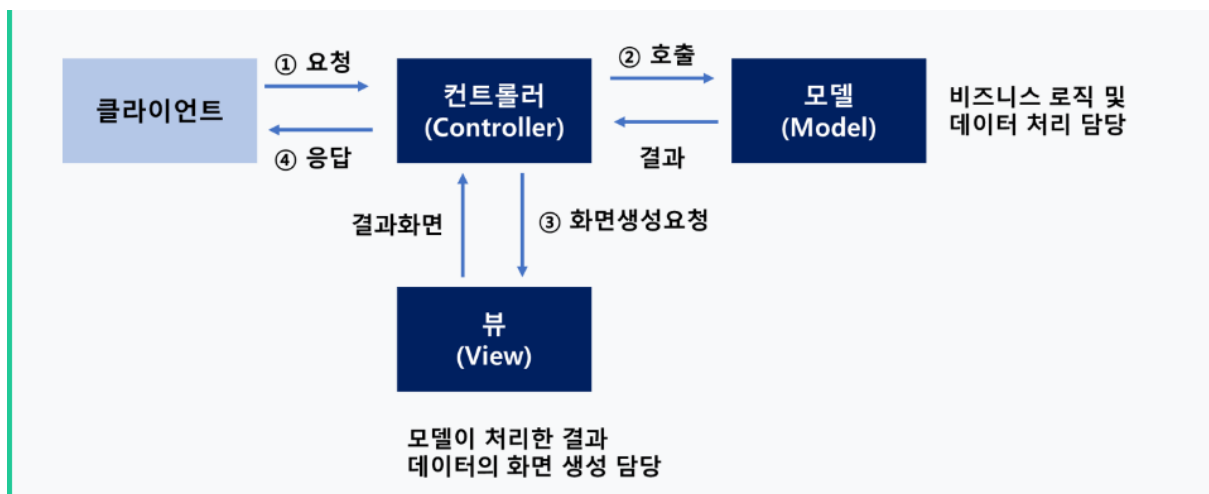 클라이언트
① 요청
④ 응답
컨트롤러
(Controller)
② 호출
결과
모델
(Model)
비즈니스 로직 및
데이터 처리 담당
결과화면
③ 화면생성요청
뷰
(View)
모델이 처리한 결과
데이터의 화면 생성 담당